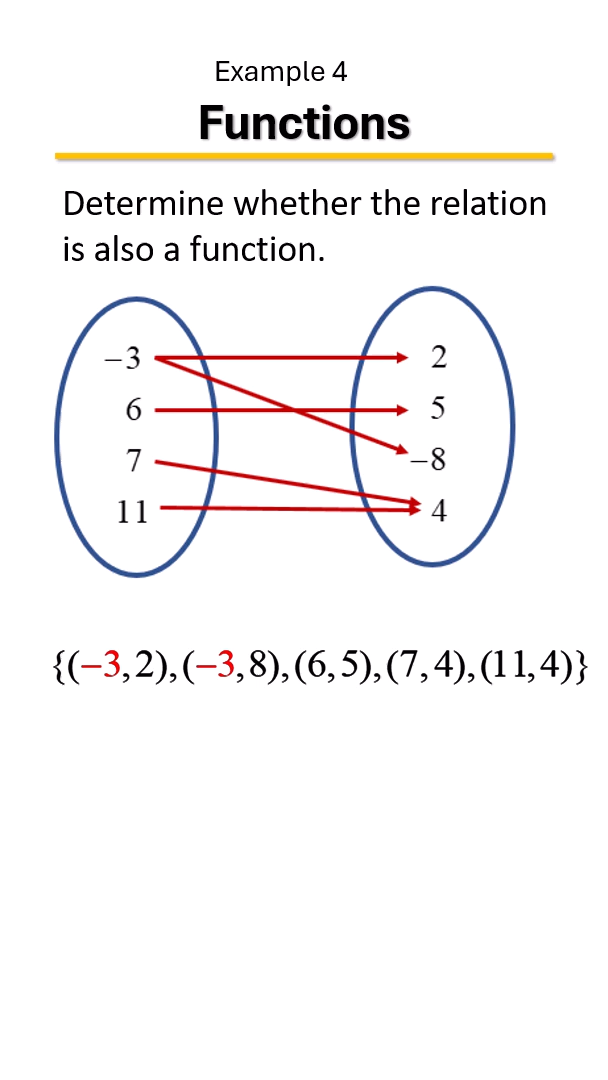 Example 4
Functions
Determine whether the relation
is also a function.
−3 2
6 5
7 −8
11 4
{(−3,2),(−3,8),(6,5),(7,4),(11,4)}